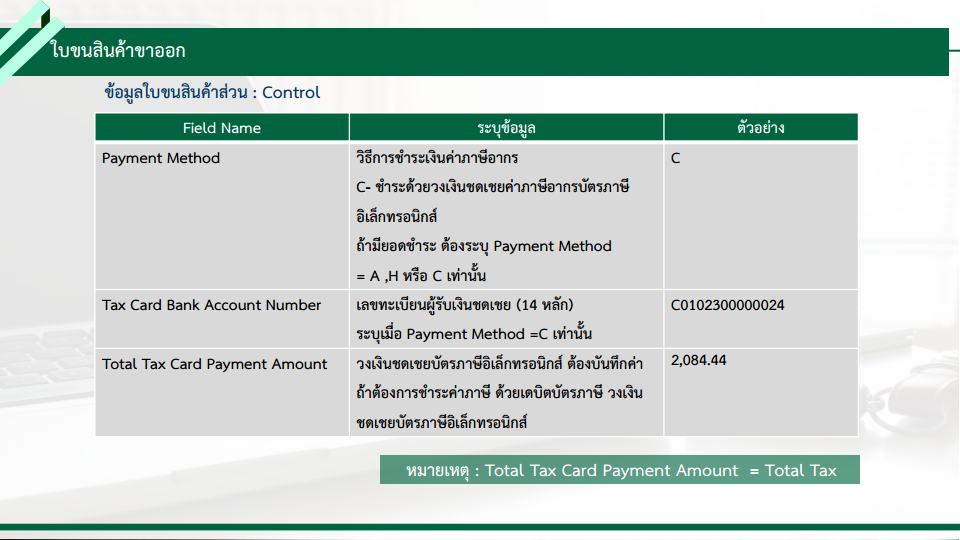 ใบขนสินค้าขาออก
ข้อมูลใบขนสินค้าส่วน : Control
Field Name ระบุข้อมูล ตัวอย่าง
Payment Method วิธีการชำระเงินค่าภาษีอากร C
C- ชำระด้วยวงเงินชดเชยค่าภาษีอากรบัตรภาษี
อิเล็กทรอนิกส์
ถ้ามียอดชำระ ต้องระบุ Payment Method
= A ,H หรือ C เท่านั้น
Tax Card Bank Account Number เลขทะเบียนผู้รับเงินชดเชย (14 หลัก) C0102300000024
ระบุเมื่อ Payment Method =C เท่านั้น
Total Tax Card Payment Amount วงเงินชดเชยบัตรภาษีอิเล็กทรอนิกส์ ต้องบันทึกค่า 2,084.44
ถ้าต้องการชำระค่าภาษี ด้วยเดบิตบัตรภาษี วงเงิน
ชดเชยบัตรภาษีอิเล็กทรอนิกส์
หมายเหตุ : Total Tax Card Payment Amount = Total Tax